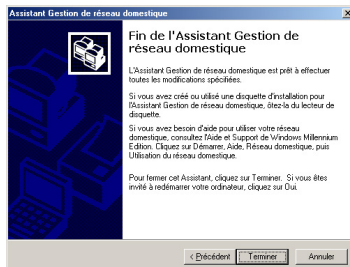 Assistant Gestion de réseau domestique
Fin de l'Assistant Gestion de
réseau domestique
L'Assistant Gestion de réseau domestique est prêt à effectuer
toutes les modifications spécifiées.
Si vous avez créé ou utilisé une disquette d'installation pour
l'Assistant Gestion de réseau domestique, ôtez-la du lecteur de
disquette.
Si vous avez besoin d'aide pour utiliser votre réseau
domestique, consultez l'Aide et Support de Windows Millennium
Edition. Cliquez sur Démarrer, Aide, Réseau domestique, puis
Utilisation du réseau domestique.
Pour fermer cet Assistant, cliquez sur Terminer. Si vous êtes
invité à redémarrer votre ordinateur, cliquez sur Oui.
< Précédent Terminer Annuler